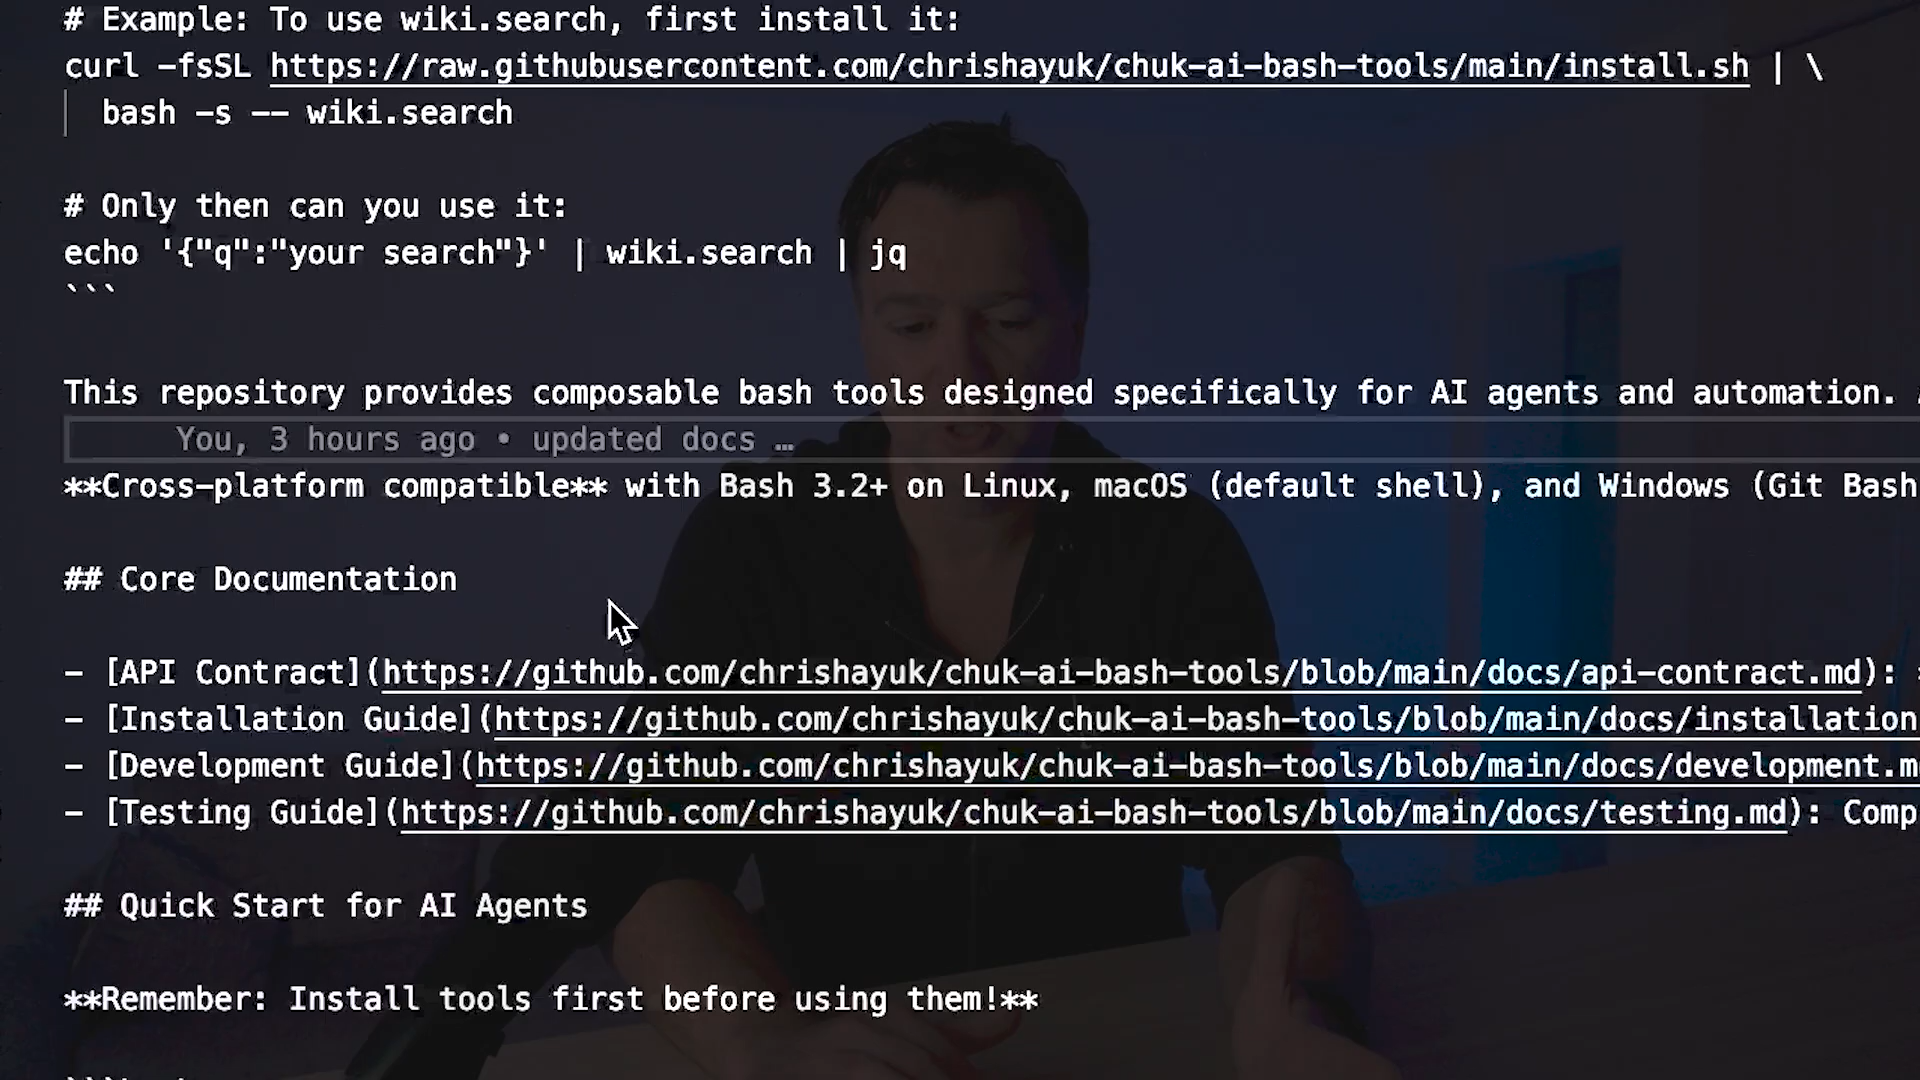 # Example: To use wiki.search, first install it:
curl -fsSL https://raw.githubusercontent.com/chrishayuk/chuk-ai-bash-tools/main/install.sh | \
  bash -s -- wiki.search
# Only then can you use it:
echo '{"q":"your search"}' | wiki.search | jq
```
This repository provides composable bash tools designed specifically for AI agents and automation.
You, 3 hours ago • updated docs …
**Cross-platform compatible** with Bash 3.2+ on Linux, macOS (default shell), and Windows (Git Bash
## Core Documentation
- [API Contract](https://github.com/chrishayuk/chuk-ai-bash-tools/blob/main/docs/api-contract.md):
- [Installation Guide](https://github.com/chrishayuk/chuk-ai-bash-tools/blob/main/docs/installation
- [Development Guide](https://github.com/chrishayuk/chuk-ai-bash-tools/blob/main/docs/development.m
- [Testing Guide](https://github.com/chrishayuk/chuk-ai-bash-tools/blob/main/docs/testing.md): Comp
## Quick Start for AI Agents
**Remember: Install tools first before using them!**